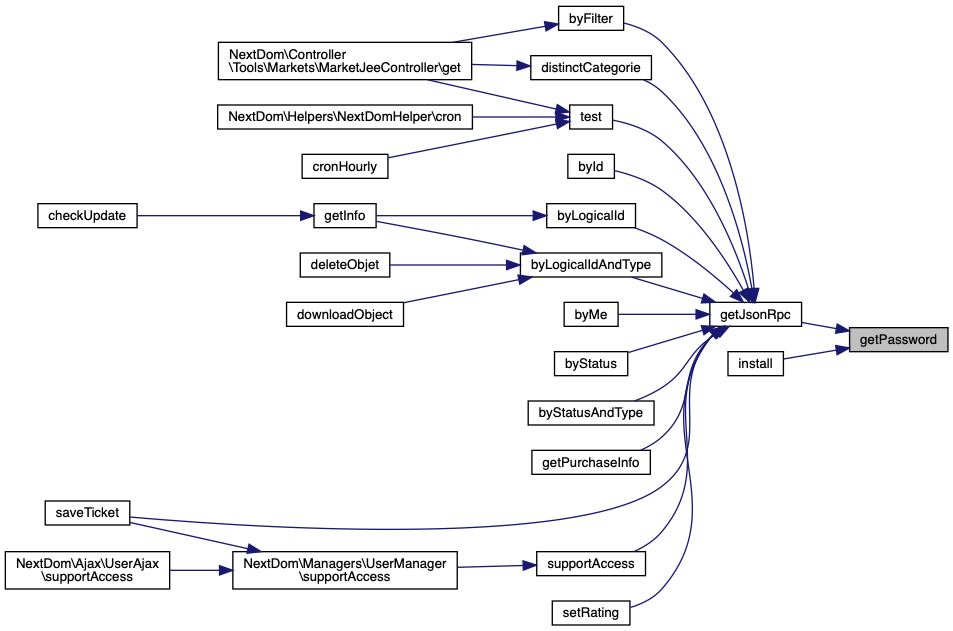 byFilter
NextDom\Controller
\Tools\Markets\MarketJeeController\get
distinctCategorie
NextDom\Helpers\NextDomHelper\cron
test
cronHourly
byId
checkUpdate
getInfo
byLogicalId
deleteObjet
byLogicalIdAndType
downloadObject
byMe
getJsonRpc
getPassword
byStatus
install
byStatusAndType
getPurchaseInfo
saveTicket
NextDom\Ajax\UserAjax
\supportAccess
NextDom\Managers\UserManager
\supportAccess
supportAccess
setRating